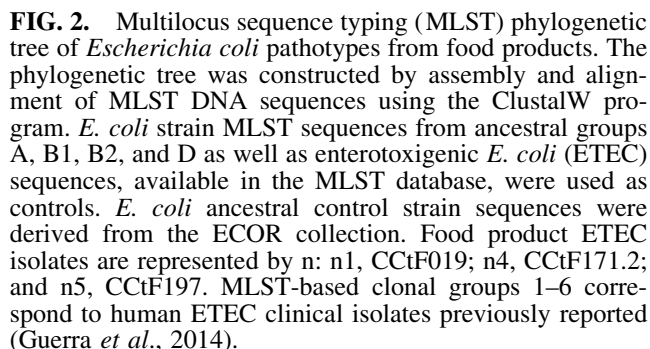 FIG. 2. Multilocus sequence typing (MLST) phylogenetic
tree of Escherichia coli pathotypes from food products. The
phylogenetic tree was constructed by assembly and align-
ment of MLST DNA sequences using the ClustalW pro-
gram. E. coli strain MLST sequences from ancestral groups
A, B1, B2, and D as well as enterotoxigenic E. coli (ETEC)
sequences, available in the MLST database, were used as
controls. E. coli ancestral control strain sequences were
derived from the ECOR collection. Food product ETEC
isolates are represented by n: n1, CCtF019; n4, CCtF171.2;
and n5, CCtF197. MLST-based clonal groups 1–6 corre-
spond to human ETEC clinical isolates previously reported
(Guerra et al., 2014).